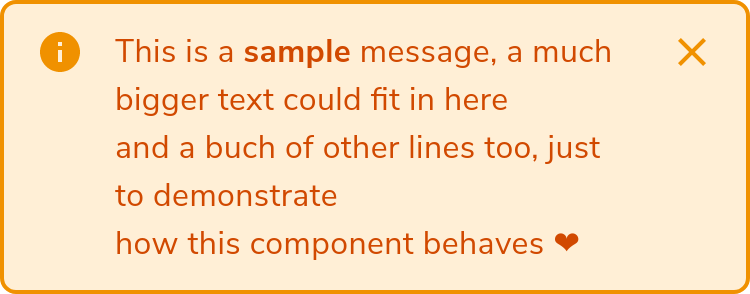 This is a sample message, a much
bigger text could fit in here
and a buch of other lines too, just
to demonstrate
how this component behaves ❤